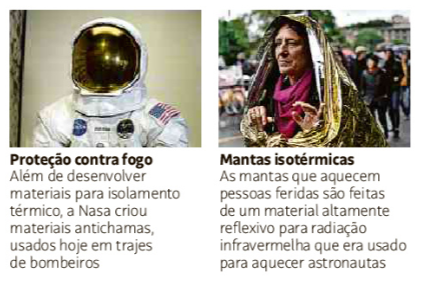 Proteção contra fogo
Além de desenvolver
materiais para isolamento
térmico, a Nasa criou
materiais antichamas,
usados hoje em trajes
de bombeiros
Mantas isotérmicas
As mantas que aquecem
pessoas feridas são feitas
de um material altamente
reflexivo para radiação
infravermelha que era usado
para aquecer astronautas